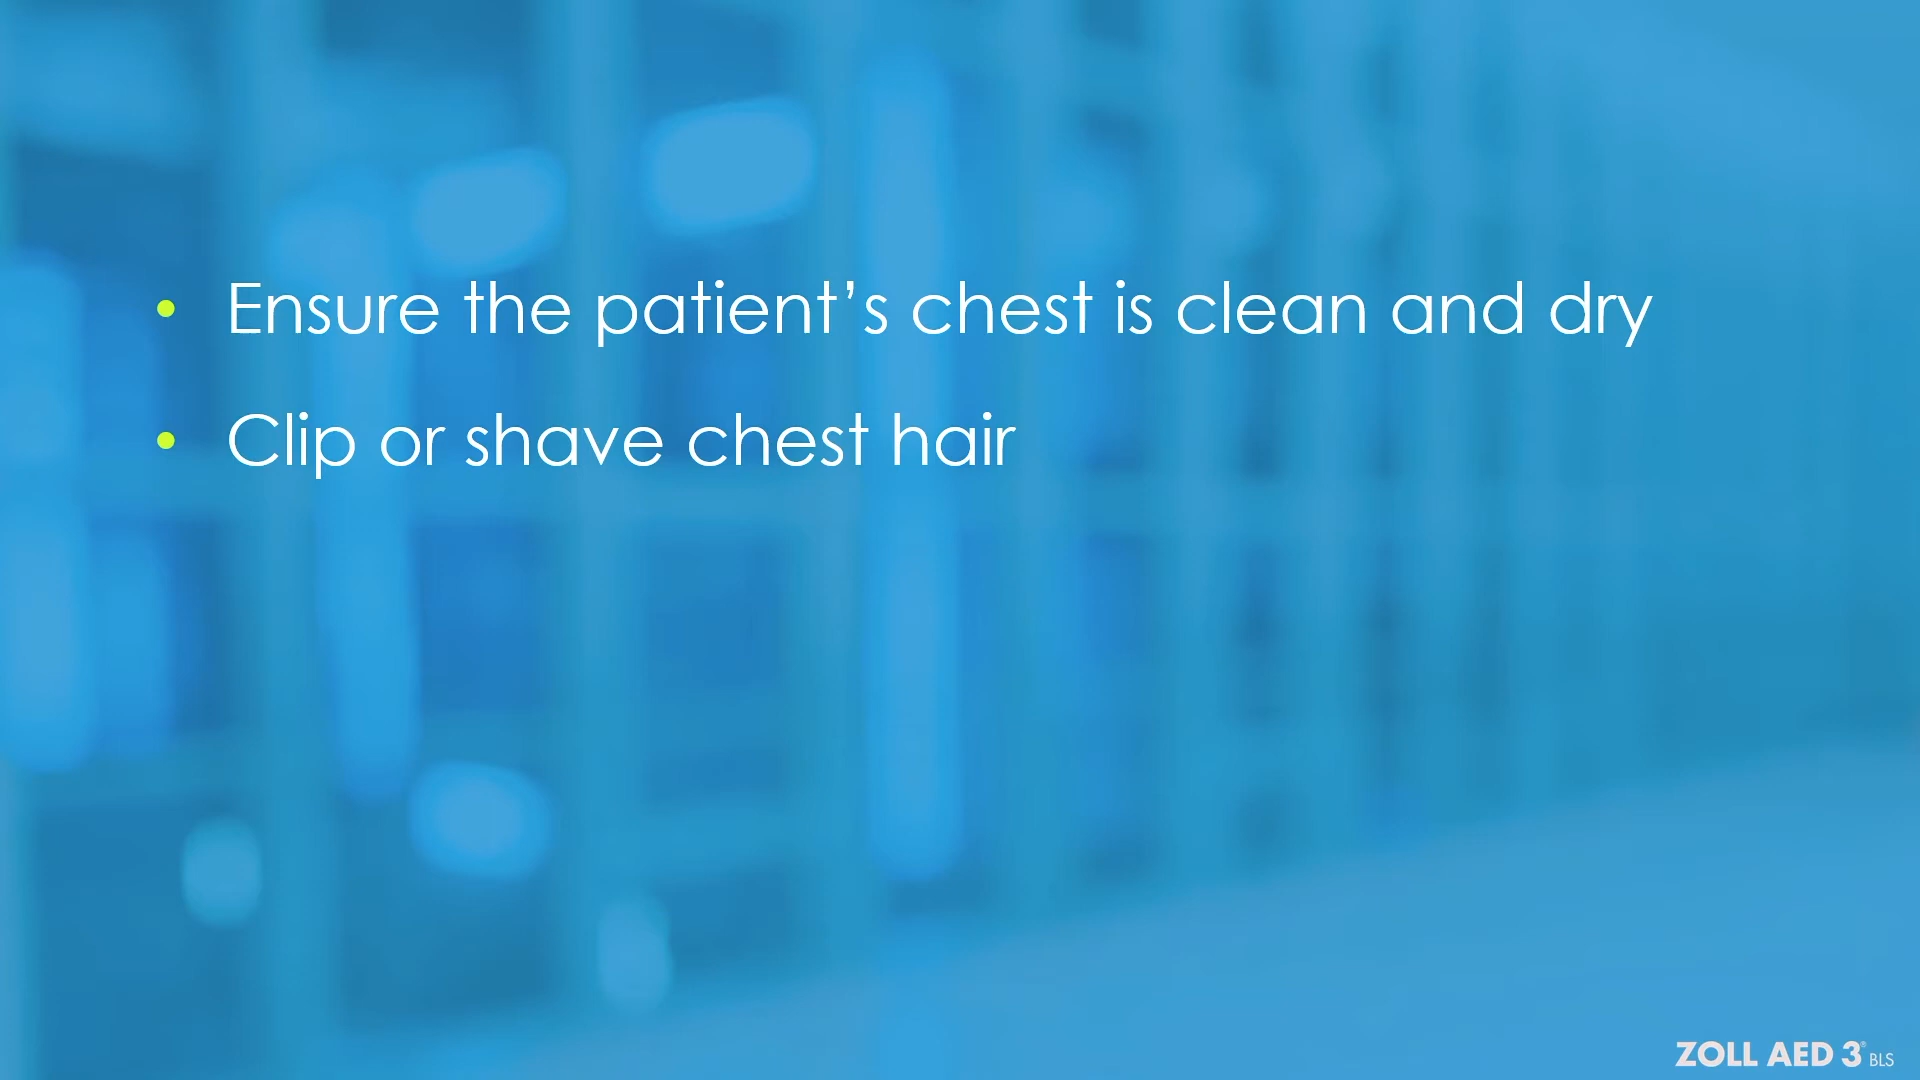 • Ensure the patient’s chest is clean and dry
• Clip or shave chest hair
ZOLL AED 3® BLS